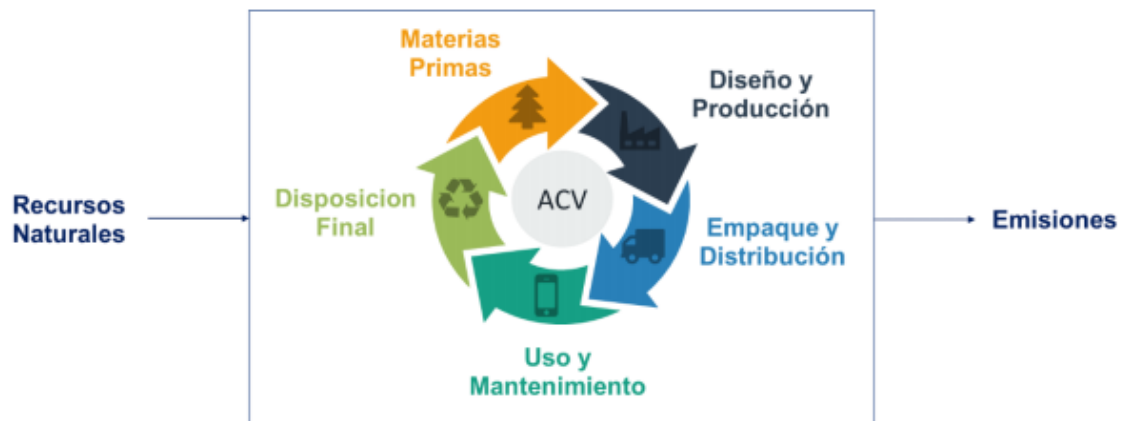 Materias
Primas
Diseño y
Producción
ACV
Disposicion
Final
Recursos
Naturales
Empaque y
Distribución
Emisiones
Uso y
Mantenimiento